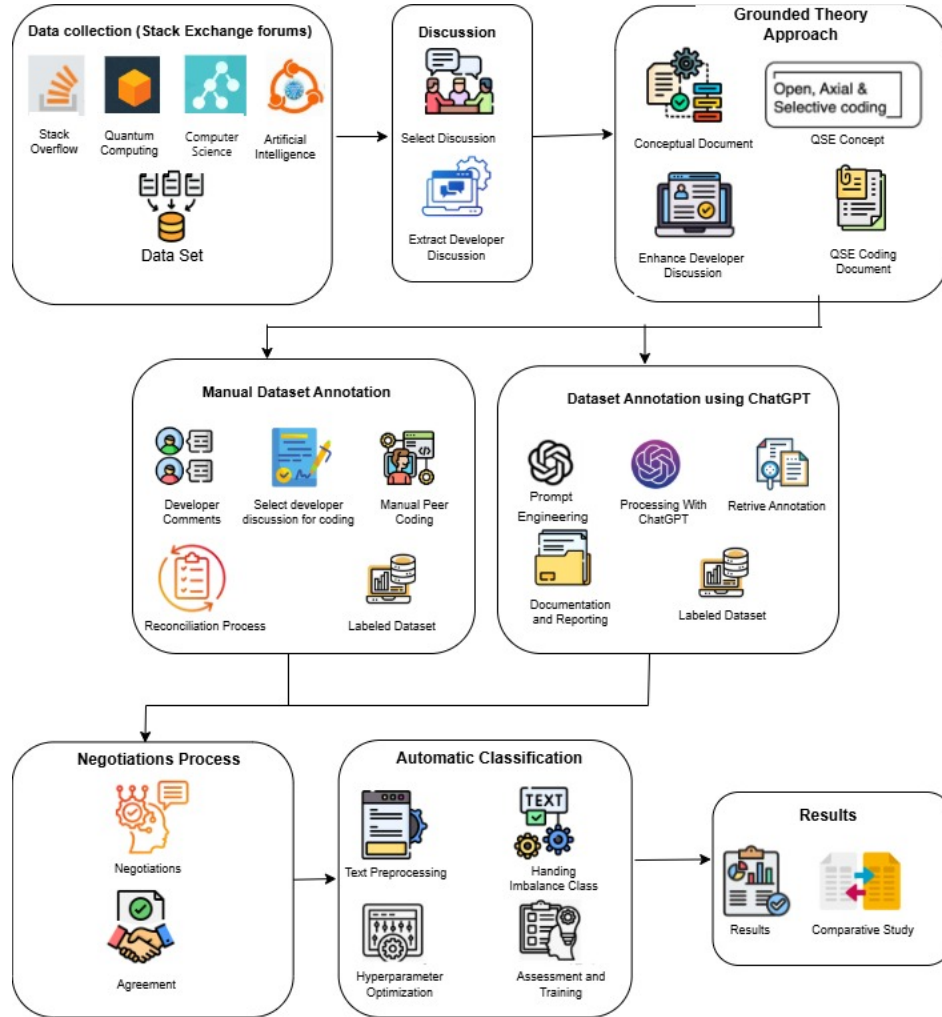 Data collection (Stack Exchange forums)
Stack
Overflow
Quantum
Computing
Computer
Science
Artificial
Intelligence
Data Set
Discussion
Select Discussion
Extract Developer
Discussion
Grounded Theory
Approach
Conceptual Document
Open, Axial &
Selective coding
QSE Concept
Enhance Developer
Discussion
QSE Coding
Document
Manual Dataset Annotation
Developer
Comments
Select developer
discussion for coding
Manual Peer
Coding
Reconciliation Process
Labeled Dataset
Dataset Annotation using ChatGPT
Prompt
Engineering
Processing With
ChatGPT
Retrive Annotation
Documentation
and Reporting
Labeled Dataset
Negotiations Process
Negotiations
Agreement
Automatic Classification
Text Preprocessing
TEXT
Handing
Imbalance Class
Hyperparameter
Optimization
Assessment and
Training
Results
Results
Comparative Study